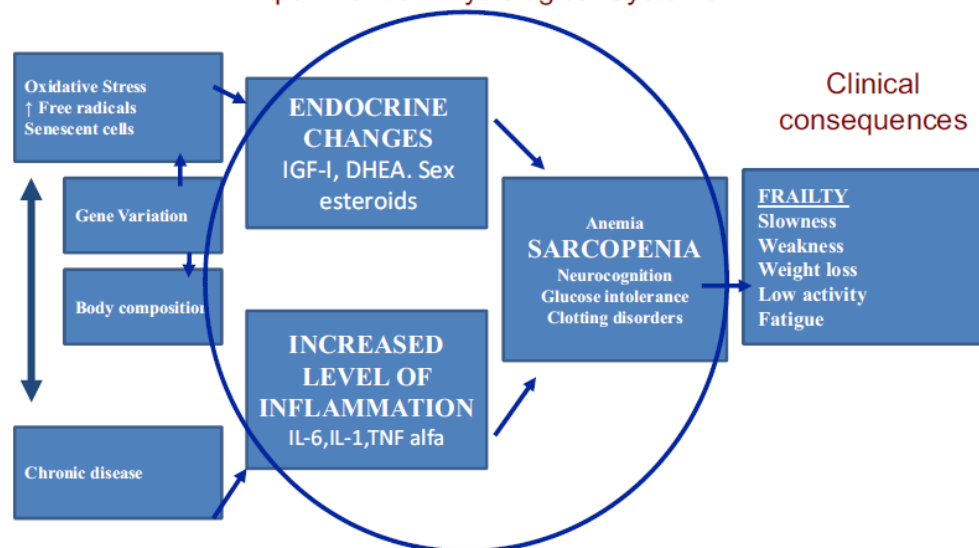 Oxidative Stress
↑ Free radicals
Senescent cells
Gene Variation
Body composition
Chronic disease
ENDOCRINE
CHANGES
IGF-I, DHEA. Sex
esteroids
INCREASED
LEVEL OF
INFLAMMATION
IL-6,IL-1,TNF alfa
Anemia
SARCOPENIA
Neurocognition
Glucose intolerance
Clotting disorders
Clinical
consequences
FRAILTY
Slowness
Weakness
Weight loss
Low activity
Fatigue